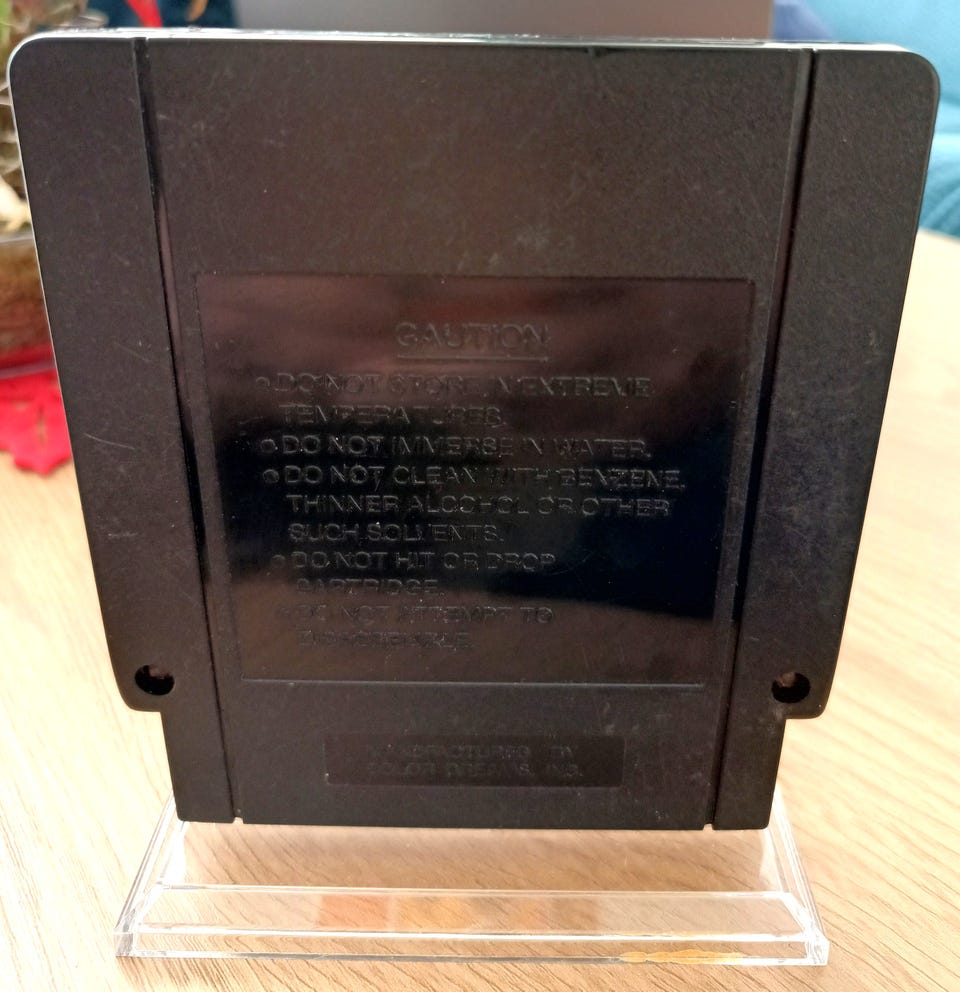 CAUTION
DO NOT STORE IN EXTREME
TEMPERATURES.
DO NOT IMMERSE IN WATER.
DO NOT CLEAN WITH BENZENE,
THINNER ALCOHOL OR OTHER
SUCH SOLVENTS.
DO NOT HIT OR DROP
CARTRIDGE.
DO NOT ATTEMPT TO
DISASSEMBLE.
MANUFACTURED BY
COLOR DREAMS, INC.